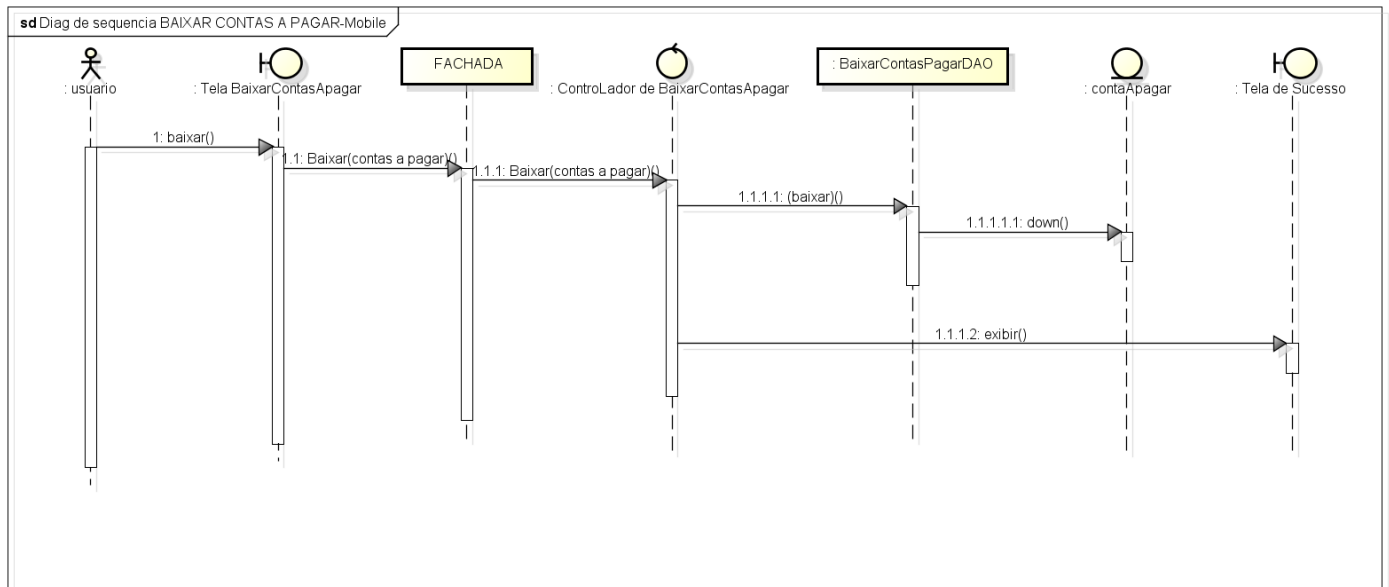 sd Diag de sequencia BAIXAR CONTAS A PAGAR-Mobile
: usuario
: Tela BaixarContasApagar
FACHADA
: ControLador de BaixarContasApagar
: BaixarContasPagarDAO
: contaApagar
: Tela de Sucesso
1: baixar()
1.1: Baixar(contas a pagar)()
1.1.1: Baixar(contas a pagar)()
1.1.1.1: (baixar)()
1.1.1.1.1: down()
1.1.1.2: exibir()